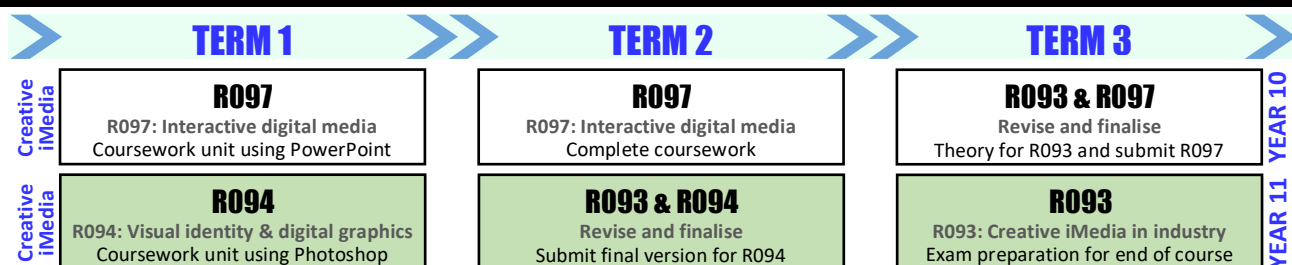 TERM 1
TERM 2
TERM 3
Creative
iMedia
R097
R097: Interactive digital media
Coursework unit using PowerPoint
R097
R097: Interactive digital media
Complete coursework
R093 & R097
Revise and finalise
Theory for R093 and submit R097
YEAR 10
Creative
iMedia
R094
R094: Visual identity & digital graphics
Coursework unit using Photoshop
R093 & R094
Revise and finalise
Submit final version for R094
R093
R093: Creative iMedia in industry
Exam preparation for end of course
YEAR 11